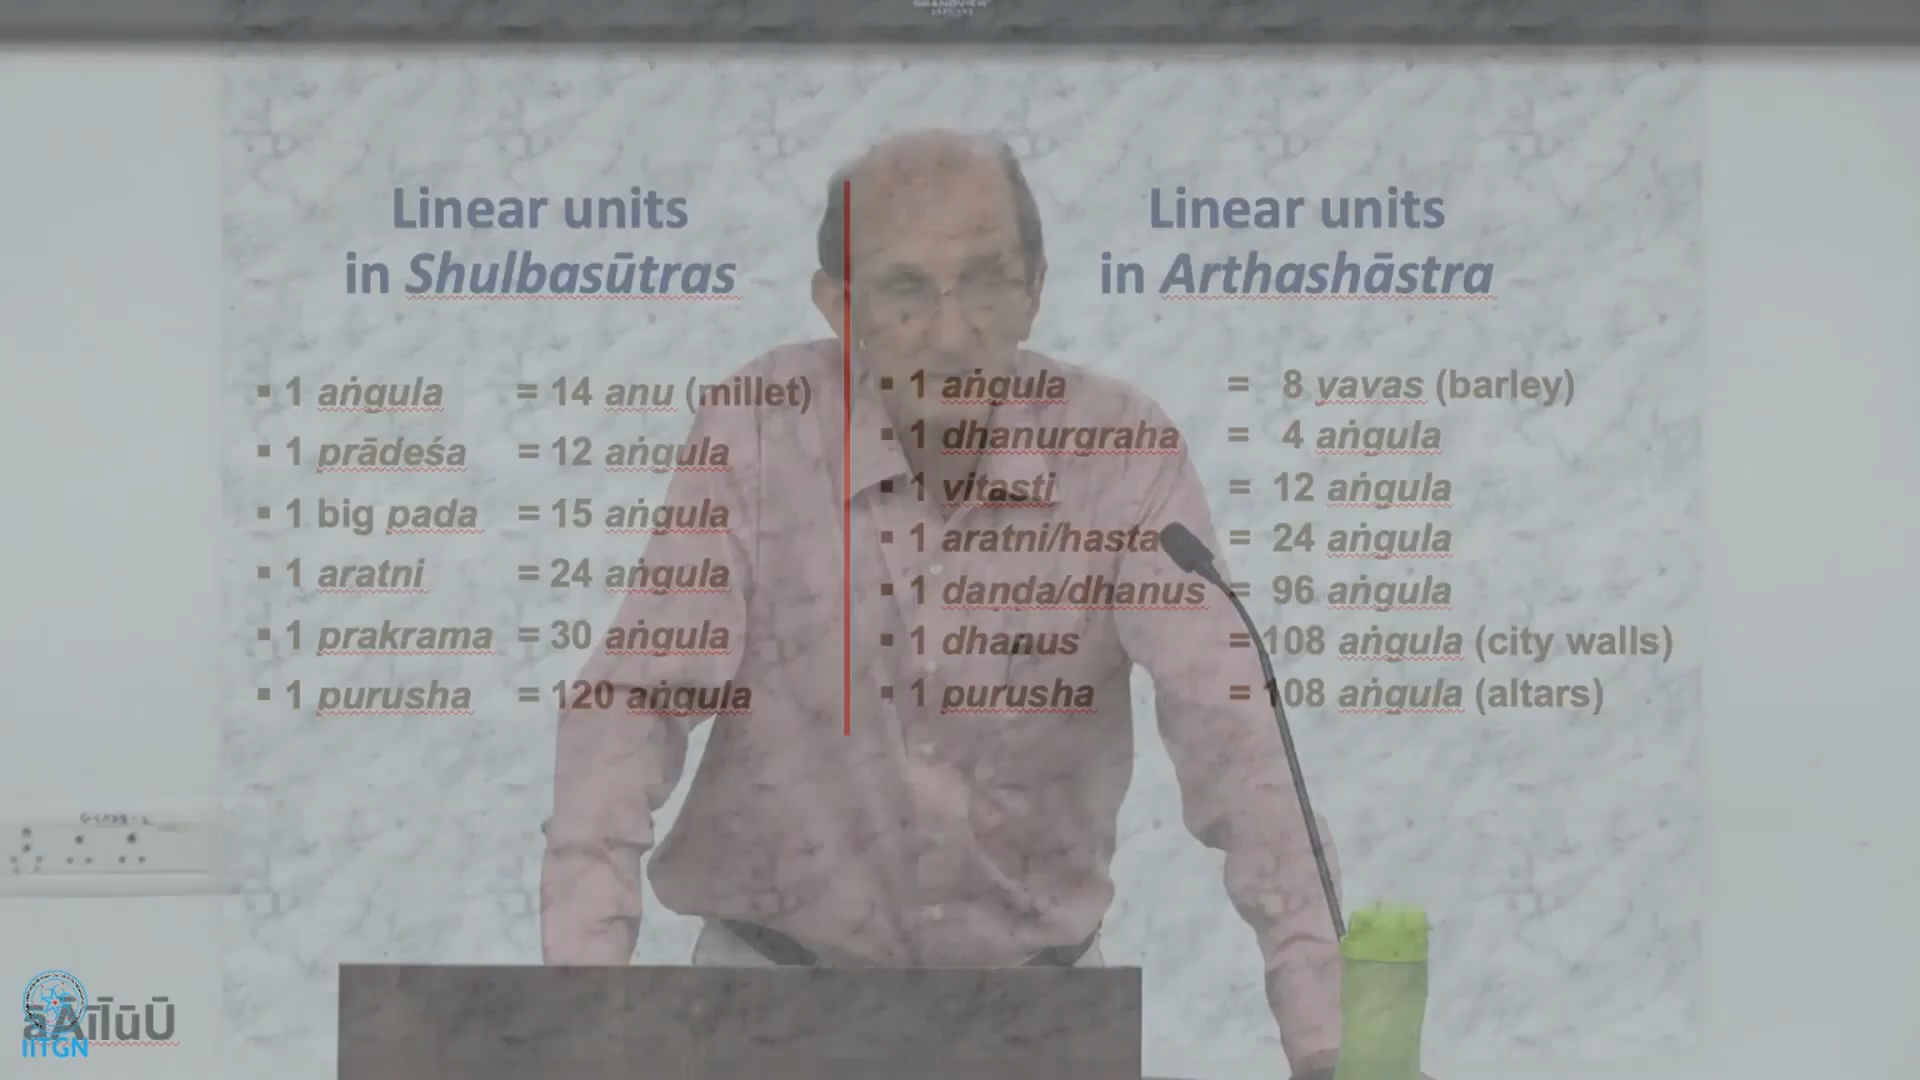 GRANDVIEW
Linear units
in Shulbasūtras
▪ 1 aṅgula = 14 anu (millet)
▪ 1 prādeśa = 12 aṅgula
▪ 1 big pada = 15 aṅgula
▪ 1 aratni = 24 aṅgula
▪ 1 prakrama = 30 aṅgula
▪ 1 purusha = 120 aṅgula
Linear units
in Arthashāstra
▪ 1 aṅgula = 8 yavas (barley)
▪ 1 dhanurgraha = 4 aṅgula
▪ 1 vitasti = 12 aṅgula
▪ 1 aratni/hasta = 24 aṅgula
▪ 1 danda/dhanus = 96 aṅgula
▪ 1 dhanus = 108 aṅgula (city walls)
▪ 1 purusha = 108 aṅgula (altars)
āĀīĪūŪ
IITGN